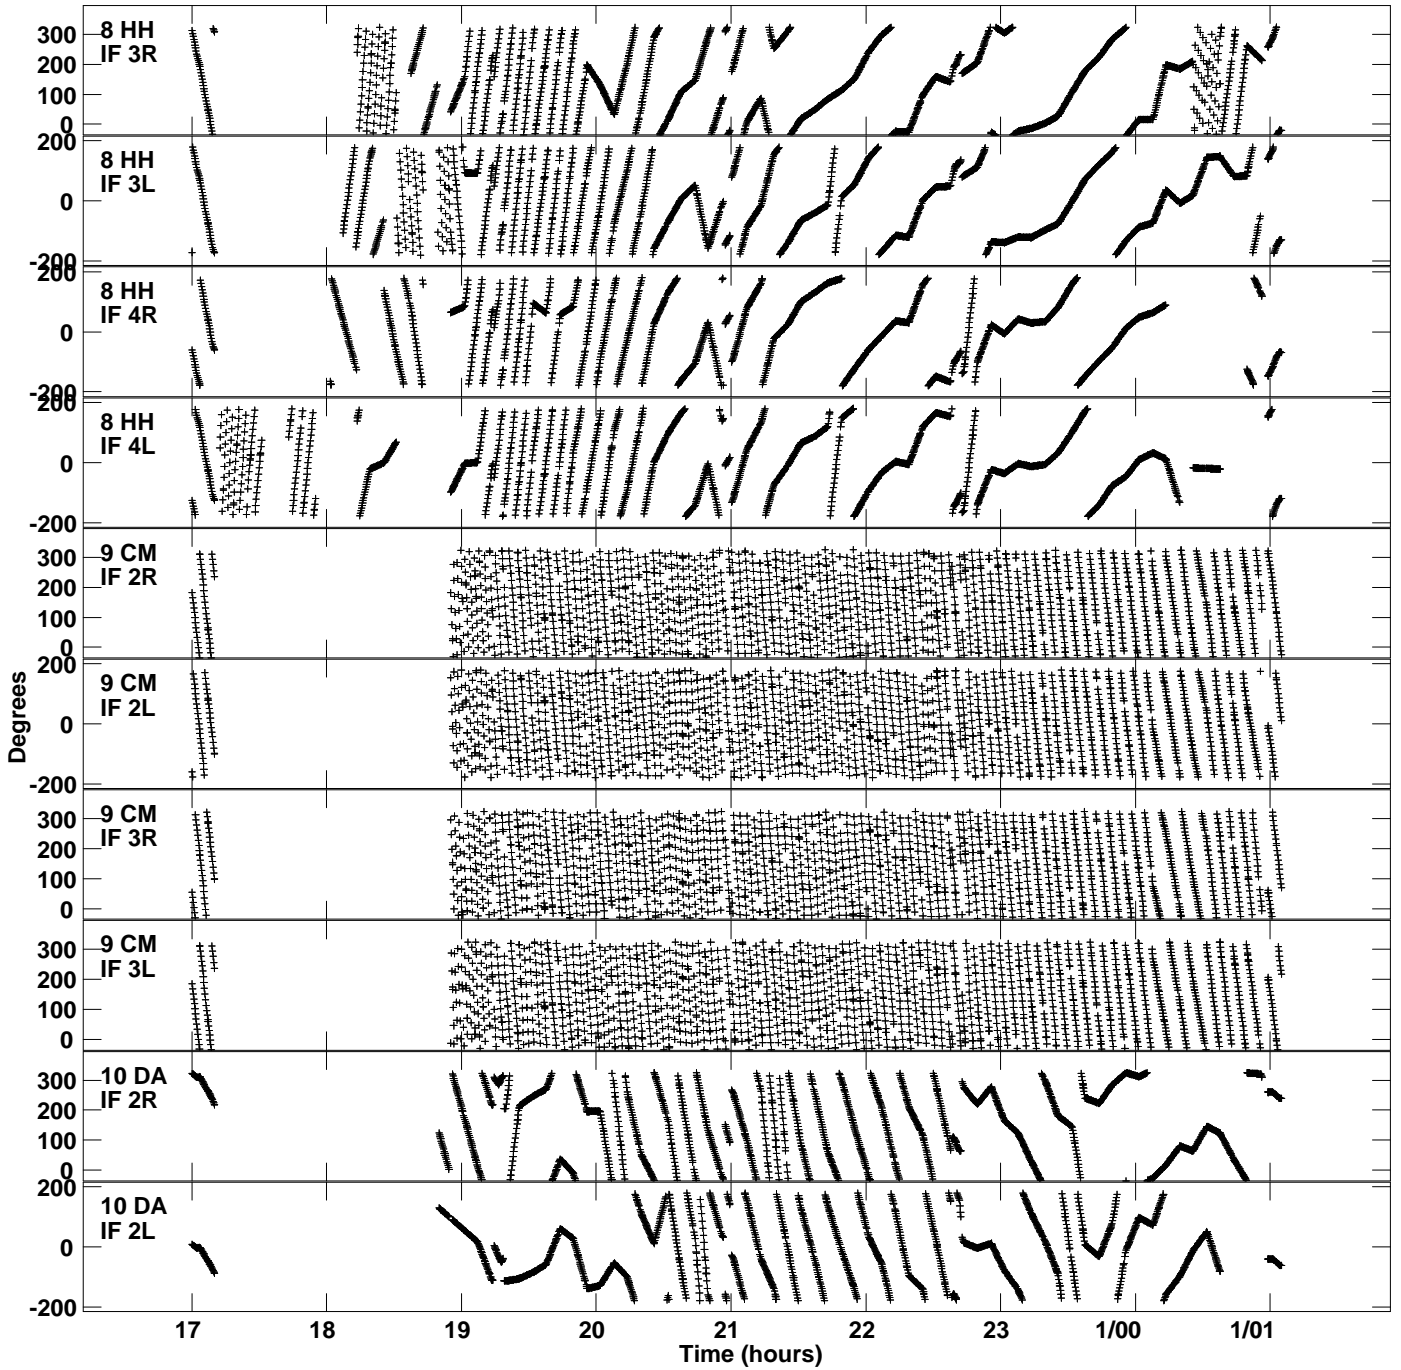 8 HH
IF 3R
300
200
100
0
8 HH
IF 3L
200
0
-200
8 HH
IF 4R
200
0
-200
8 HH
IF 4L
200
0
-200
9 CM
IF 2R
300
200
100
0
9 CM
IF 2L
200
0
-200
9 CM
IF 3R
300
200
100
0
9 CM
IF 3L
300
200
100
0
10 DA
IF 2R
300
200
100
0
10 DA
IF 2L
200
0
-200
Degrees
17 18 19 20 21 22 23 1/00 1/01
Time (hours)